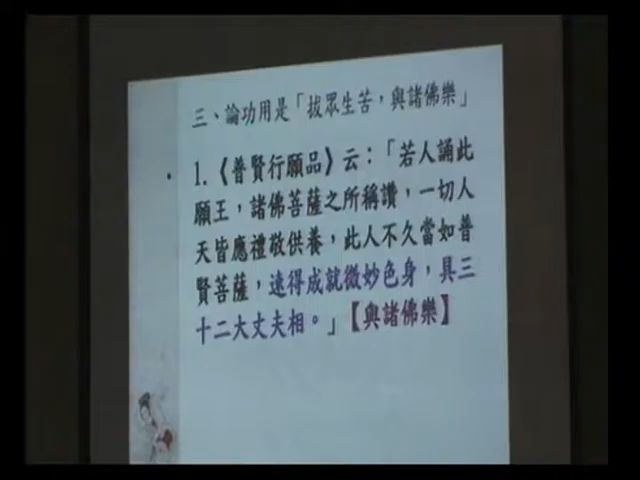 三、論功用是「拔眾生苦，與諸佛樂」
1.《普賢行願品》云：「若人誦此
願王，諸佛菩薩之所稱讚，一切人
天皆應禮敬供養，此人不久當如普
賢菩薩，速得成就微妙色身，具三
十二大丈夫相。」【與諸佛樂】